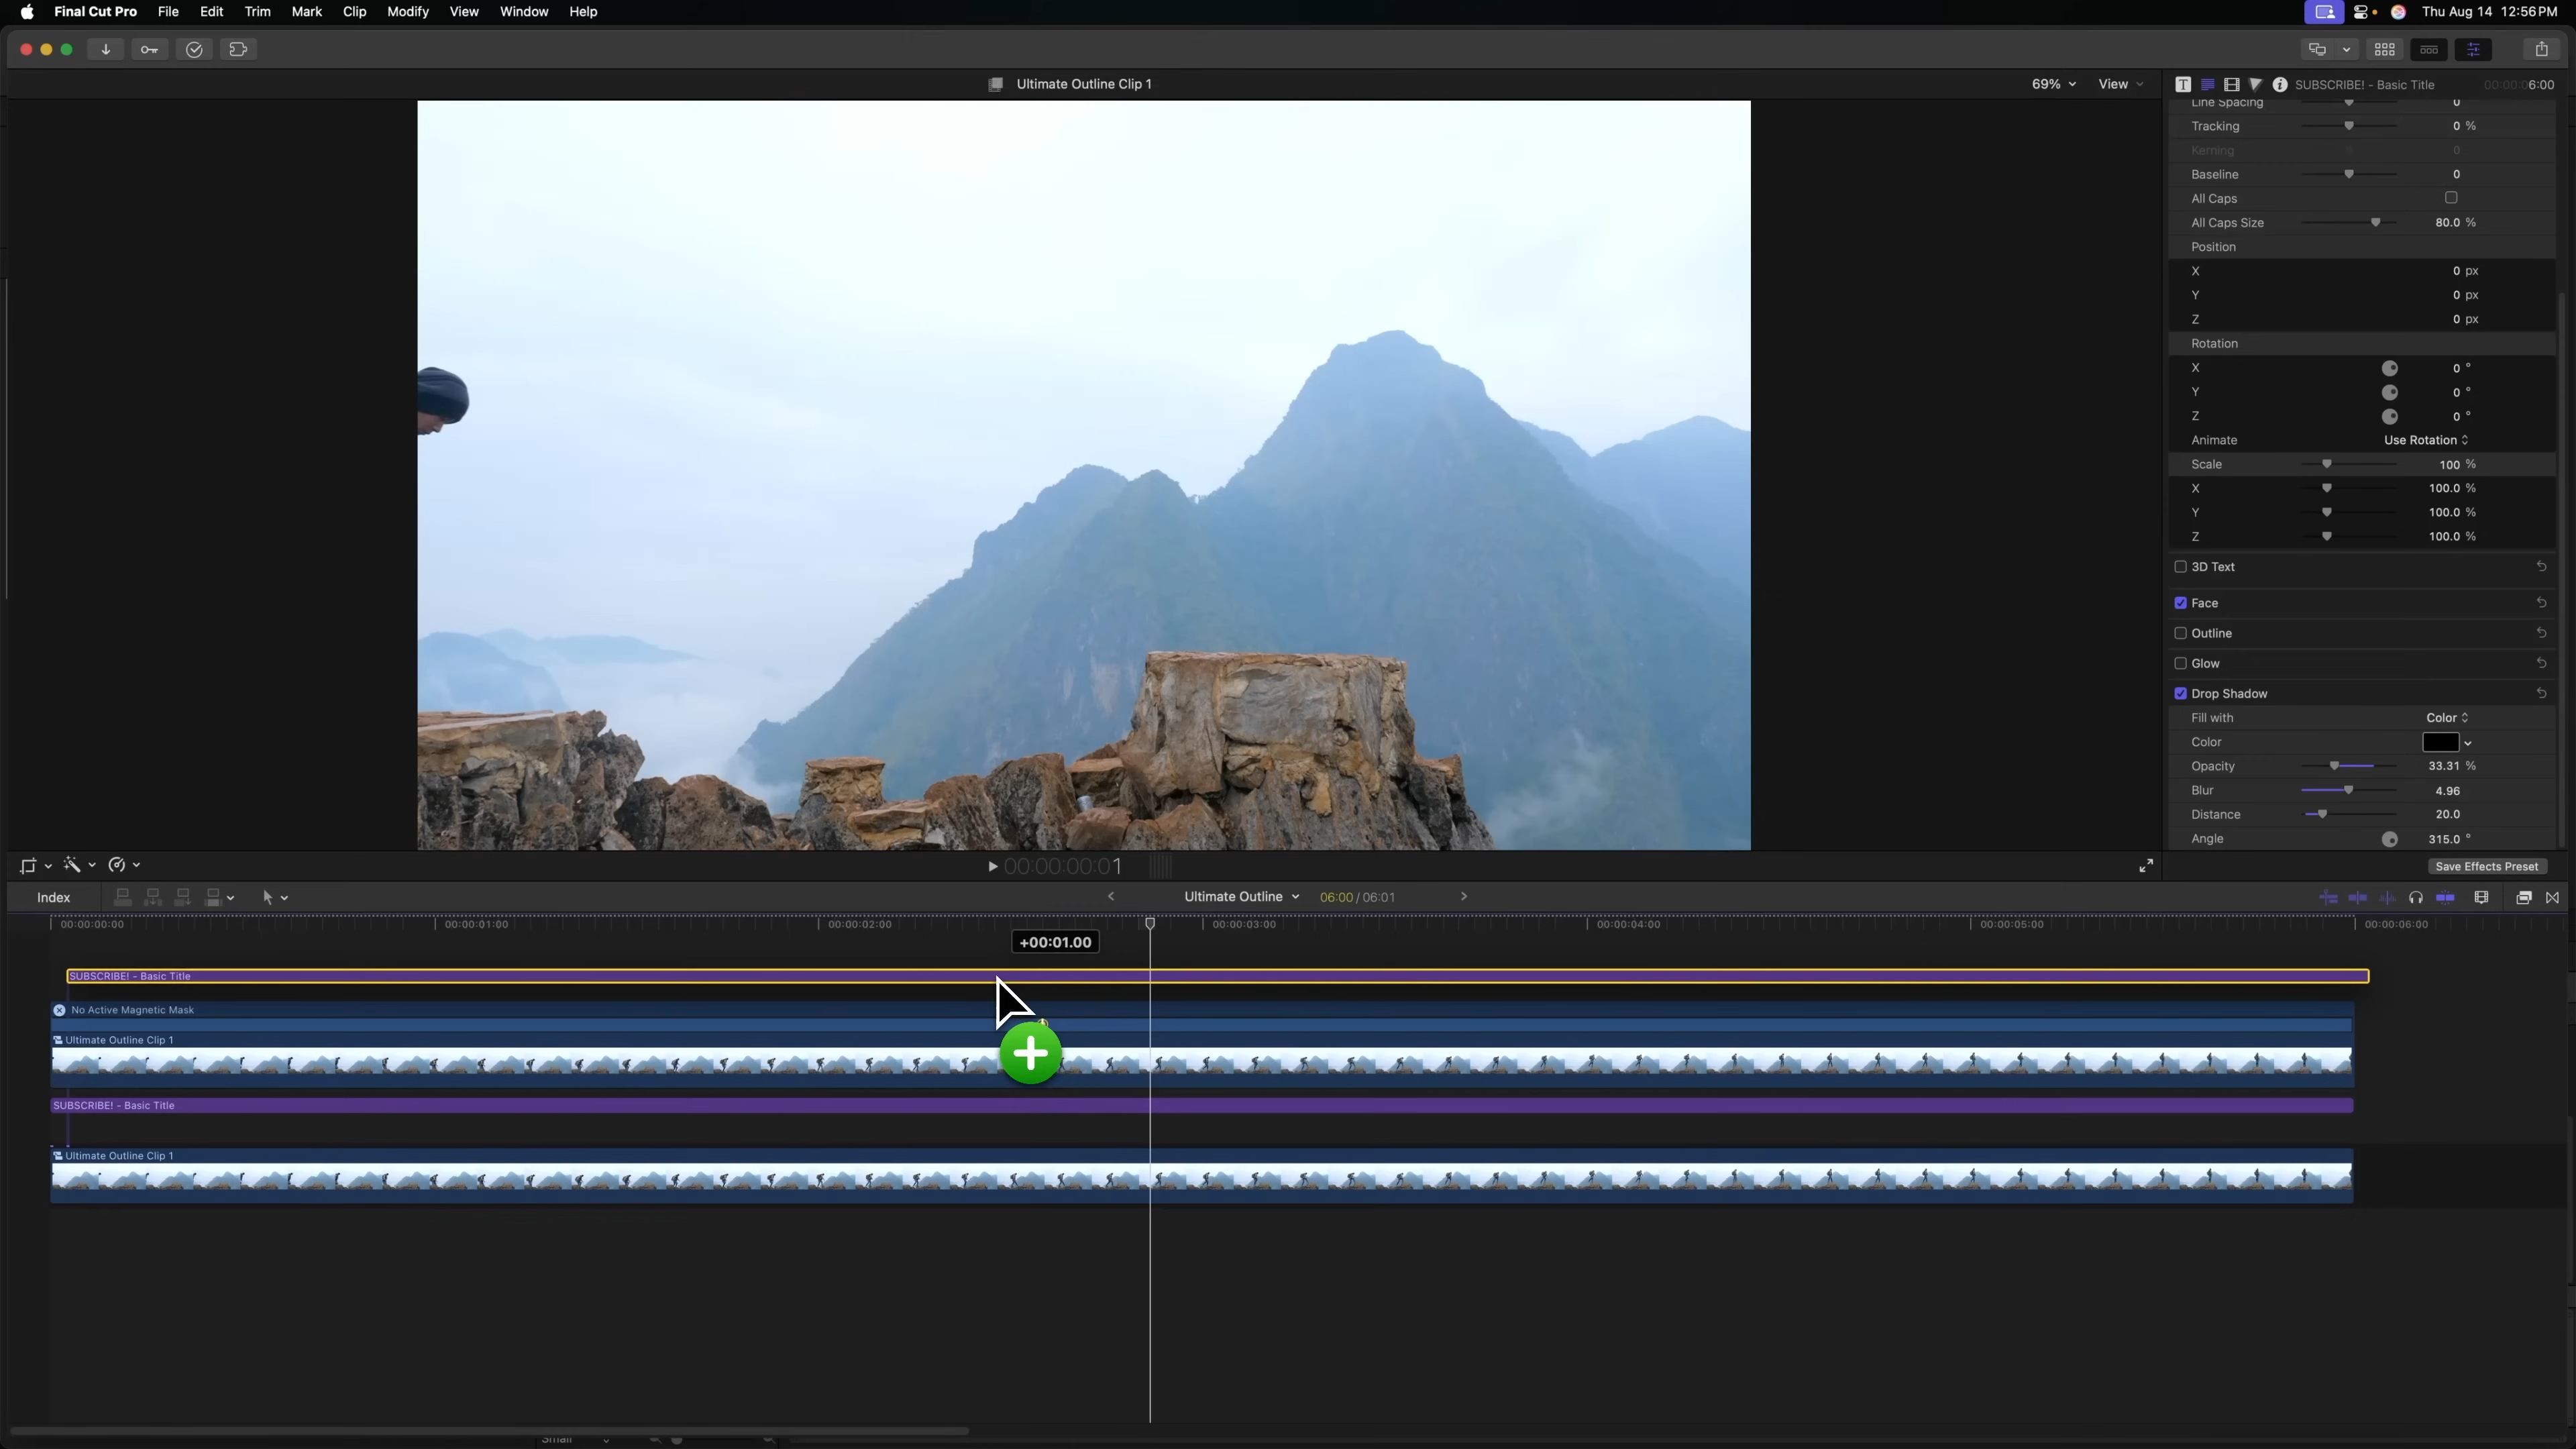 Final Cut Pro File Edit Trim Mark Clip Modify View Window Help Thu Aug 14 12:56 PM
Ultimate Outline Clip 1 69% View SUBSCRIBE! - Basic Title 00:00:06:00
Line Spacing 0
Tracking 0 %
Kerning 0
Baseline 0
All Caps
All Caps Size 80.0 %
Position
X 0 px
Y 0 px
Z 0 px
Rotation
X 0 °
Y 0 °
Z 0 °
Animate Use Rotation
Scale 100 %
X 100.0 %
Y 100.0 %
Z 100.0 %
3D Text
Face
Outline
Glow
Drop Shadow
Fill with Color
Color
Opacity 33.31 %
Blur 4.96
Distance 20.0
Angle 315.0 °
00:00:00:01 Save Effects Preset
Index Ultimate Outline 06:00 / 06:01
00:00:00:00 00:00:01:00 00:00:02:00 00:00:03:00 00:00:04:00 00:00:05:00 00:00:06:00
+00:01.00
SUBSCRIBE! - Basic Title
No Active Magnetic Mask
Ultimate Outline Clip 1
SUBSCRIBE! - Basic Title
Ultimate Outline Clip 1
Small